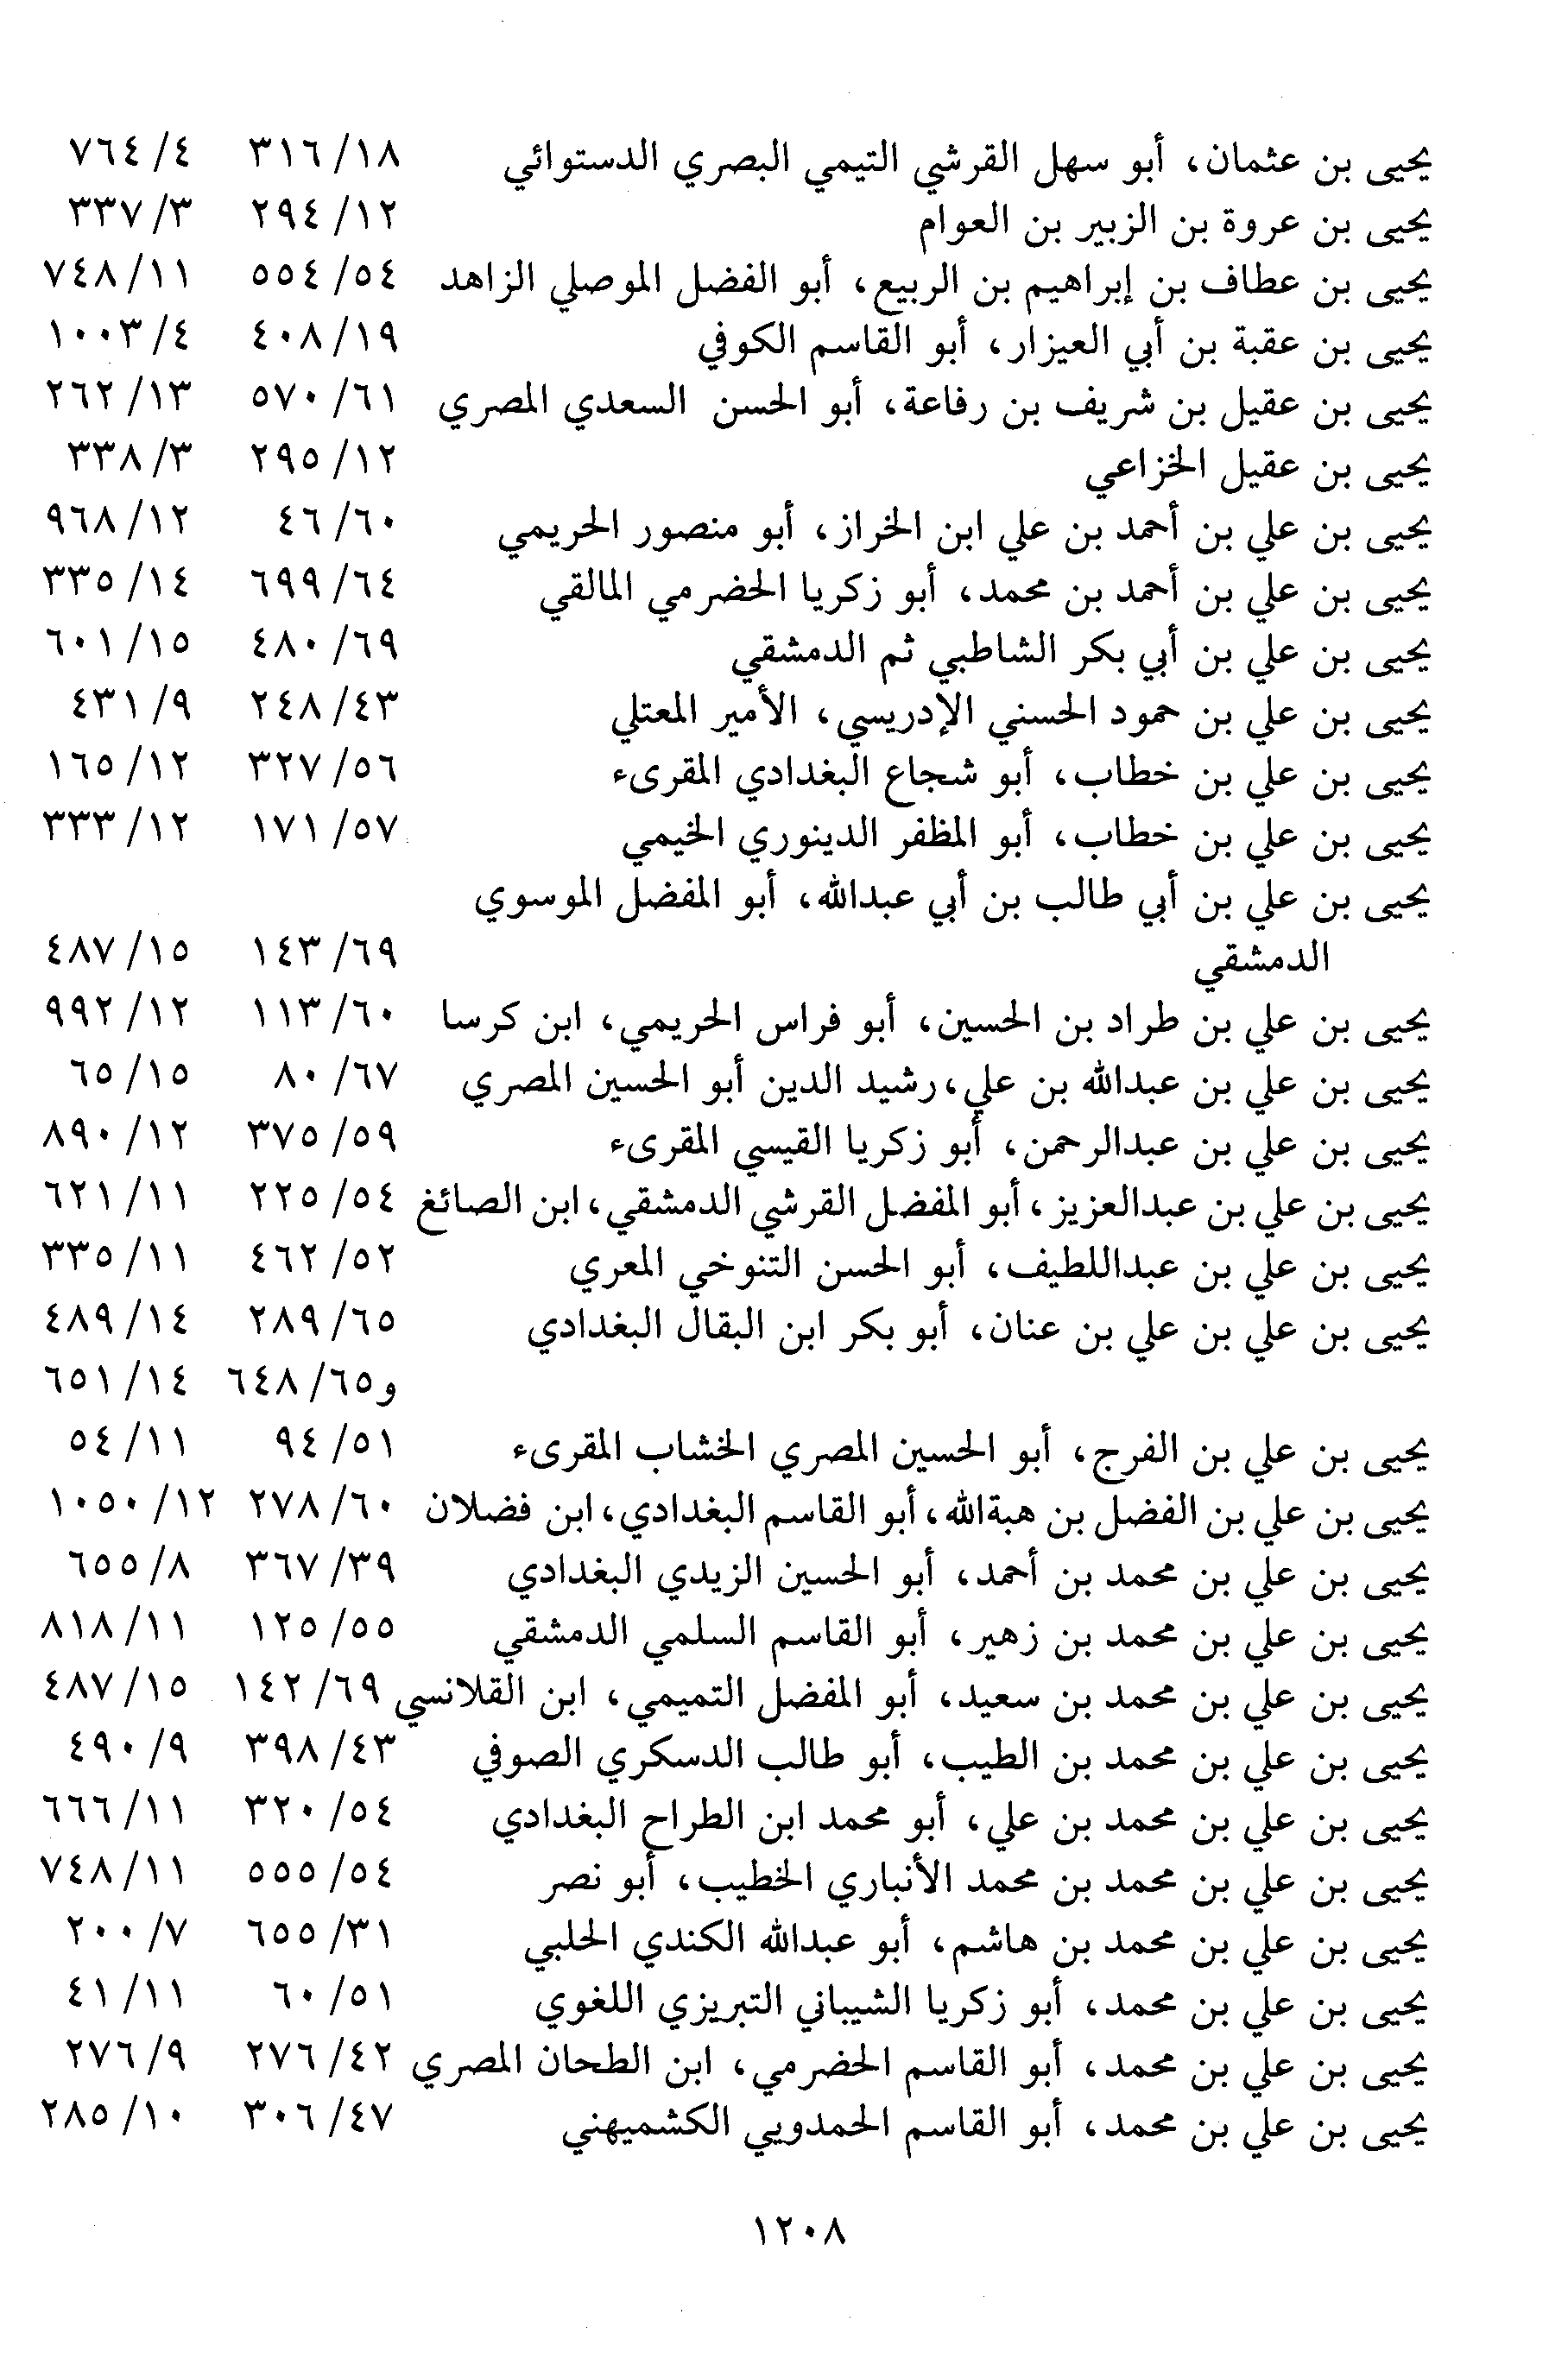 يحيى بن عثمان، أبو سهل القرشي التيمي البصري الدستوائي ١٨/ ٣١٦ ٤/ ٧٦٤
يحيى بن عروة بن الزبير بن العوام ١٢/ ٢٩٤ ٣/ ٣٣٧
يحيى بن عطاف بن إبراهيم بن الربيع، أبو الفضل الموصلي الزاهد ٥٤/ ٥٥٤ ١١/ ٧٤٨
يحيى بن عقبة بن أبي العيزار، أبو القاسم الكوفي ١٩/ ٤٠٨ ٤/ ١٠٠٣
يحيى بن عقيل بن شريف بن رفاعة، أبو الحسن السعدي المصري ٦١/ ٥٧٠ ١٣/ ٢٦٢
يحيى بن عقيل الخزاعي ١٢/ ٢٩٥ ٣/ ٣٣٨
يحيى بن علي بن أحمد بن علي ابن الخراز، أبو منصور الحريمي ٦٠/ ٤٦ ١٢/ ٩٦٨
يحيى بن علي بن أحمد بن محمد، أبو زكريا الحضرمي المالقي ٦٤/ ٦٩٩ ١٤/ ٣٣٥
يحيى بن علي بن أبي بكر الشاطبي ثم الدمشقي ٦٩/ ٤٨٠ ١٥/ ٦٠١
يحيى بن علي بن حمود الحسني الإدريسي، الأمير المعتلي ٤٣/ ٢٤٨ ٩/ ٤٣١
يحيى بن علي بن خطاب، أبو شجاع البغدادي المقرىء ٥٦/ ٣٢٧ ١٢/ ١٦٥
يحيى بن علي بن خطاب، أبو المظفر الدينوري الخيمي ٥٧/ ١٧١ ١٢/ ٣٣٣
يحيى بن علي بن أبي طالب بن أبي عبدالله، أبو المفضل الموسوي
الدمشقي ٦٩/ ١٤٣ ١٥/ ٤٨٧
يحيى بن علي بن طراد بن الحسين، أبو فراس الحريمي، ابن كرسا ٦٠/ ١١٣ ١٢/ ٩٩٢
يحيى بن علي بن عبدالله بن علي، رشيد الدين أبو الحسين المصري ٦٧/ ٨٠ ١٥/ ٦٥
يحيى بن علي بن عبدالرحمن، أبو زكريا القيسي المقرىء ٥٩/ ٣٧٥ ١٢/ ٨٩٠
يحيى بن علي بن عبدالعزيز، أبو المفضل القرشي الدمشقي، ابن الصائغ ٥٤/ ٢٢٥ ١١/ ٦٢١
يحيى بن علي بن عبداللطيف، أبو الحسن التنوخي المعري ٥٢/ ٤٦٢ ١١/ ٣٣٥
يحيى بن علي بن علي بن عنان، أبو بكر ابن البقال البغدادي ٦٥/ ٢٨٩ ١٤/ ٤٨٩
و٦٥/ ٦٤٨ ١٤/ ٦٥١
يحيى بن علي بن الفرج، أبو الحسين المصري الخشاب المقرىء ٥١/ ٩٤ ١١/ ٥٤
يحيى بن علي بن الفضل بن هبةالله، أبو القاسم البغدادي، ابن فضلان ٦٠/ ٢٧٨ ١٢/ ١٠٥٠
يحيى بن علي بن محمد بن أحمد، أبو الحسين الزيدي البغدادي ٣٩/ ٣٦٧ ٨/ ٦٥٥
يحيى بن علي بن محمد بن زهير، أبو القاسم السلمي الدمشقي ٥٥/ ١٢٥ ١١/ ٨١٨
يحيى بن علي بن محمد بن سعيد، أبو المفضل التميمي، ابن القلانسي ٦٩/ ١٤٢ ١٥/ ٤٨٧
يحيى بن علي بن محمد بن الطيب، أبو طالب الدسكري الصوفي ٤٣/ ٣٩٨ ٩/ ٤٩٠
يحيى بن علي بن محمد بن علي، أبو محمد ابن الطراح البغدادي ٥٤/ ٣٢٠ ١١/ ٦٦٦
يحيى بن علي بن محمد بن محمد الأنباري الخطيب، أبو نصر ٥٤/ ٥٥٥ ١١/ ٧٤٨
يحيى بن علي بن محمد بن هاشم، أبو عبدالله الكندي الحلبي ٣١/ ٦٥٥ ٧/ ٢٠٠
يحيى بن علي بن محمد، أبو زكريا الشيباني التبريزي اللغوي ٥١/ ٦٠ ١١/ ٤١
يحيى بن علي بن محمد، أبو القاسم الحضرمي، ابن الطحان المصري ٤٢/ ٢٧٦ ٩/ ٢٧٦
يحيى بن علي بن محمد، أبو القاسم الحمدويي الكشميهني ٤٧/ ٣٠٦ ١٠/ ٢٨٥
١٢٠٨